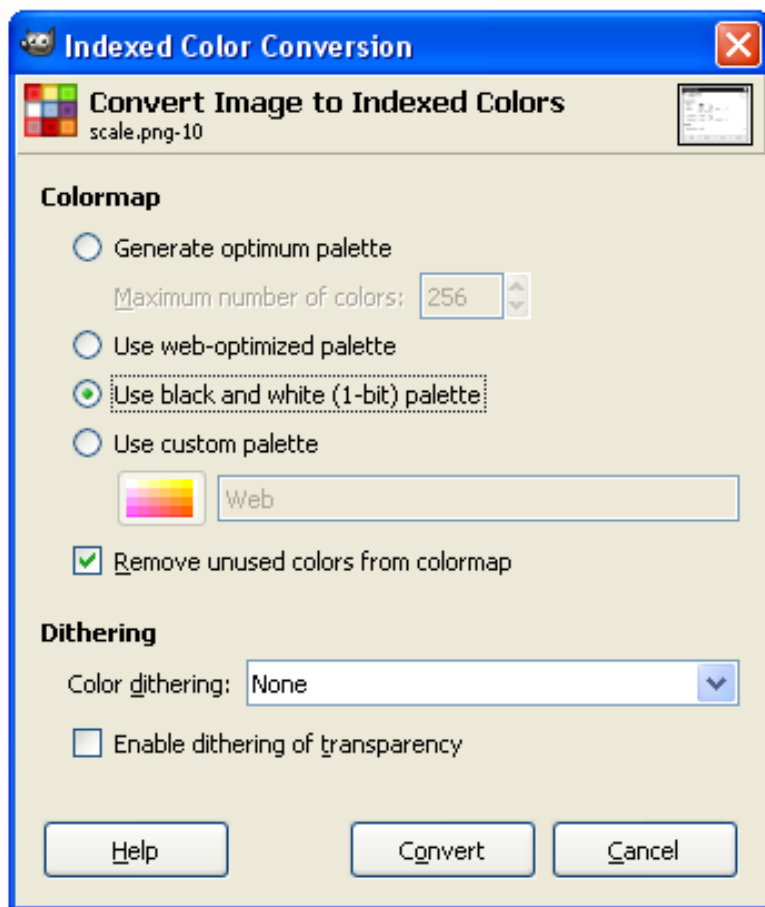 Indexed Color Conversion
Convert Image to Indexed Colors
scale.png-10
Colormap
Generate optimum palette
Maximum number of colors: 256
Use web-optimized palette
Use black and white (1-bit) palette
Use custom palette
Web
Remove unused colors from colormap
Dithering
Color dithering: None
Enable dithering of transparency
Help Convert Cancel